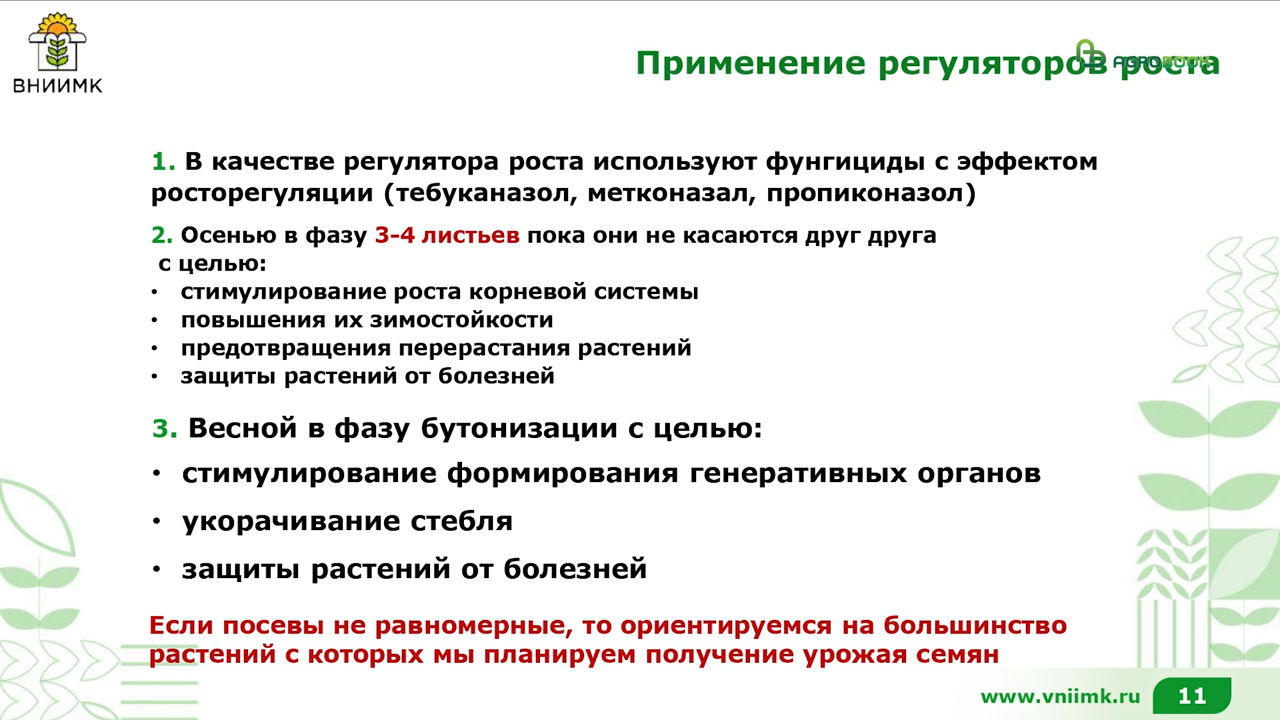 ВНИИМК
Применение регуляторов роста
AGROBOOK
1. В качестве регулятора роста используют фунгициды с эффектом
росторегуляции (тебуканазол, метконазал, пропиконазол)
2. Осенью в фазу 3-4 листьев пока они не касаются друг друга
с целью:
• стимулирование роста корневой системы
• повышения их зимостойкости
• предотвращения перерастания растений
• защиты растений от болезней
3. Весной в фазу бутонизации с целью:
• стимулирование формирования генеративных органов
• укорачивание стебля
• защиты растений от болезней
Если посевы не равномерные, то ориентируемся на большинство
растений с которых мы планируем получение урожая семян
www.vniimk.ru 11